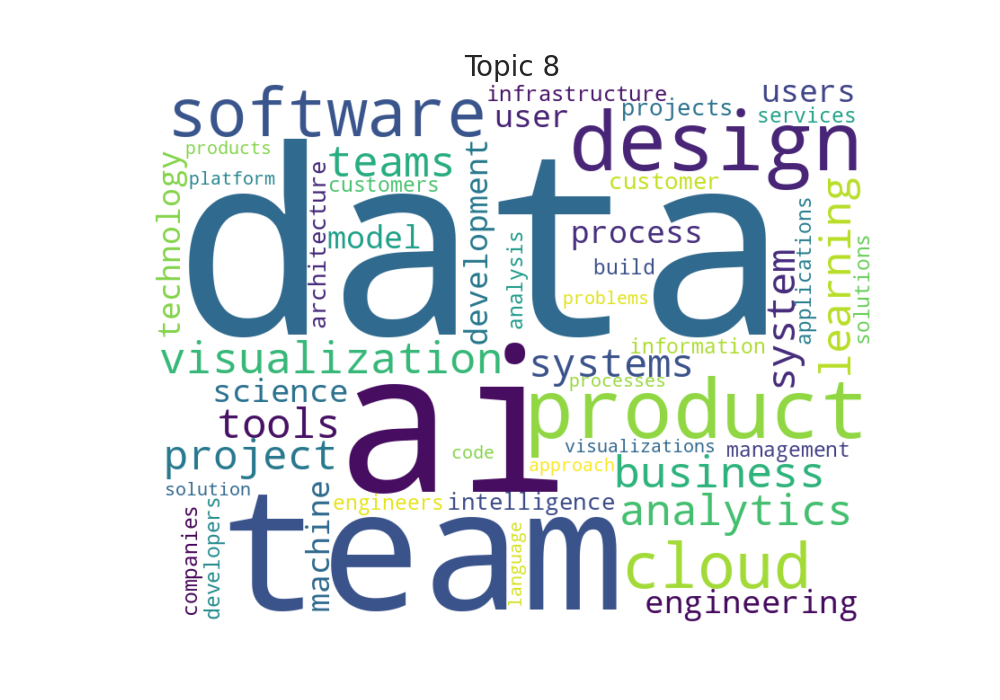 Topic 8
infrastructure
users
software
user
projects
services
design
products
technology
platform
teams
customers
development
customer
learning
data
architecture
model
analysis
process
build
problems
system
applications
solutions
visualization
systems
information
science
ai
processes
product
tools
project
code
visualizations
management
approach
business
solution
machine
engineers
intelligence
analytics
companies
developers
team
language
cloud
engineering